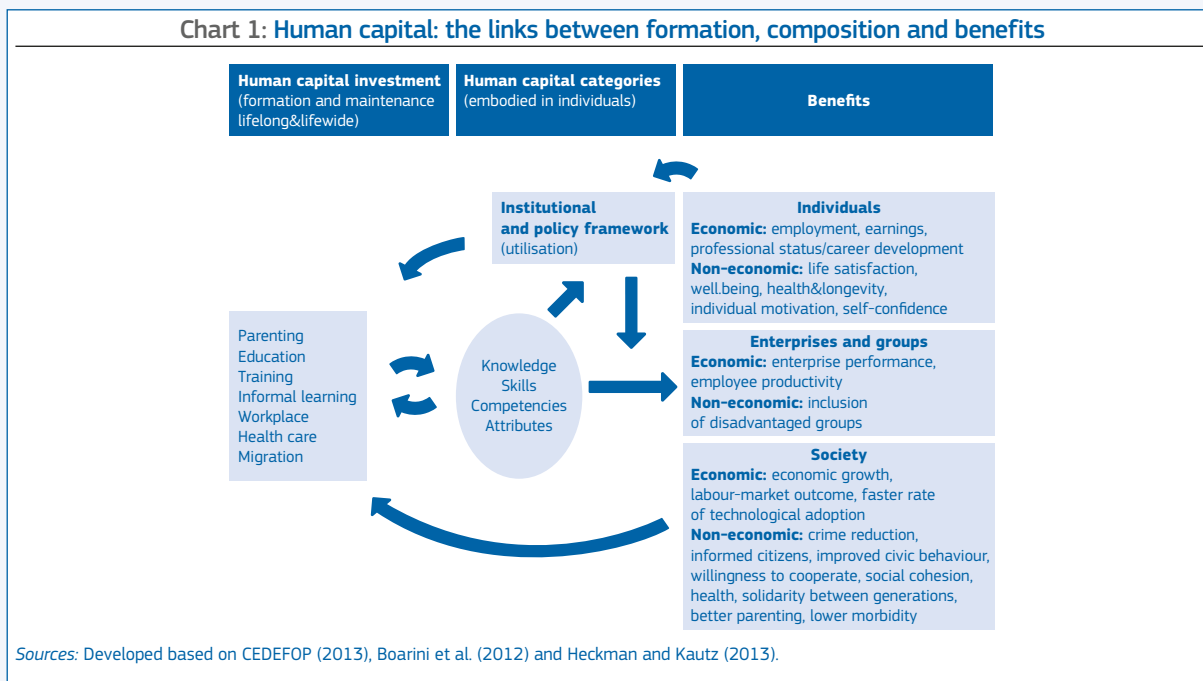 Chart 1: Human capital: the links between formation, composition and benefits
Human capital investment
(formation and maintenance
lifelong&lifewide)
Human capital categories
(embodied in individuals)
Benefits
Institutional
and policy framework
(utilisation)
Parenting
Education
Training
Informal learning
Workplace
Health care
Migration
Knowledge
Skills
Competencies
Attributes
Individuals
Economic: employment, earnings,
professional status/career development
Non-economic: life satisfaction,
well.being, health&longevity,
individual motivation, self-confidence
Enterprises and groups
Economic: enterprise performance,
employee productivity
Non-economic: inclusion
of disadvantaged groups
Society
Economic: economic growth,
labour-market outcome, faster rate
of technological adoption
Non-economic: crime reduction,
informed citizens, improved civic behaviour,
willingness to cooperate, social cohesion,
health, solidarity between generations,
better parenting, lower morbidity
Sources: Developed based on CEDEFOP (2013), Boarini et al. (2012) and Heckman and Kautz (2013).